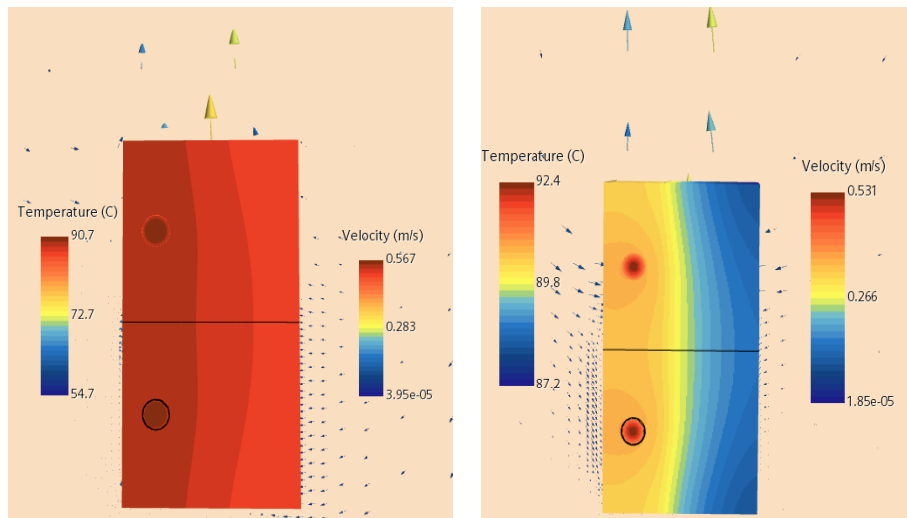 Temperature (C)
90.7
72.7
54.7
Velocity (m/s)
0.567
0.283
3.95e-05
Temperature (C)
92.4
89.8
87.2
Velocity (m/s)
0.531
0.266
1.85e-05